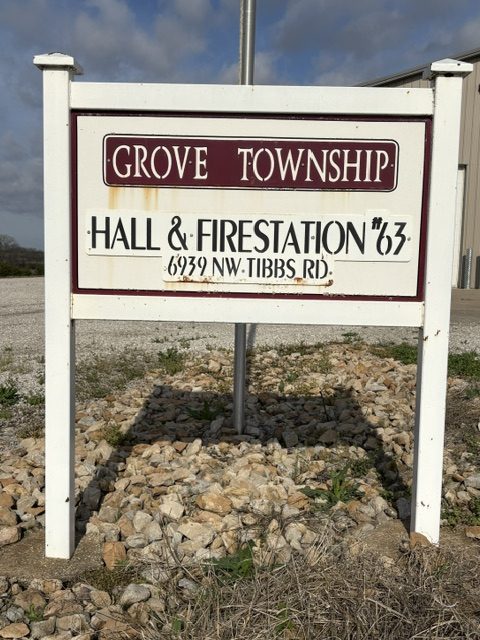 GROVE TOWNSHIP
HALL & FIRESTATION #63
6939 NW TIBBS RD.